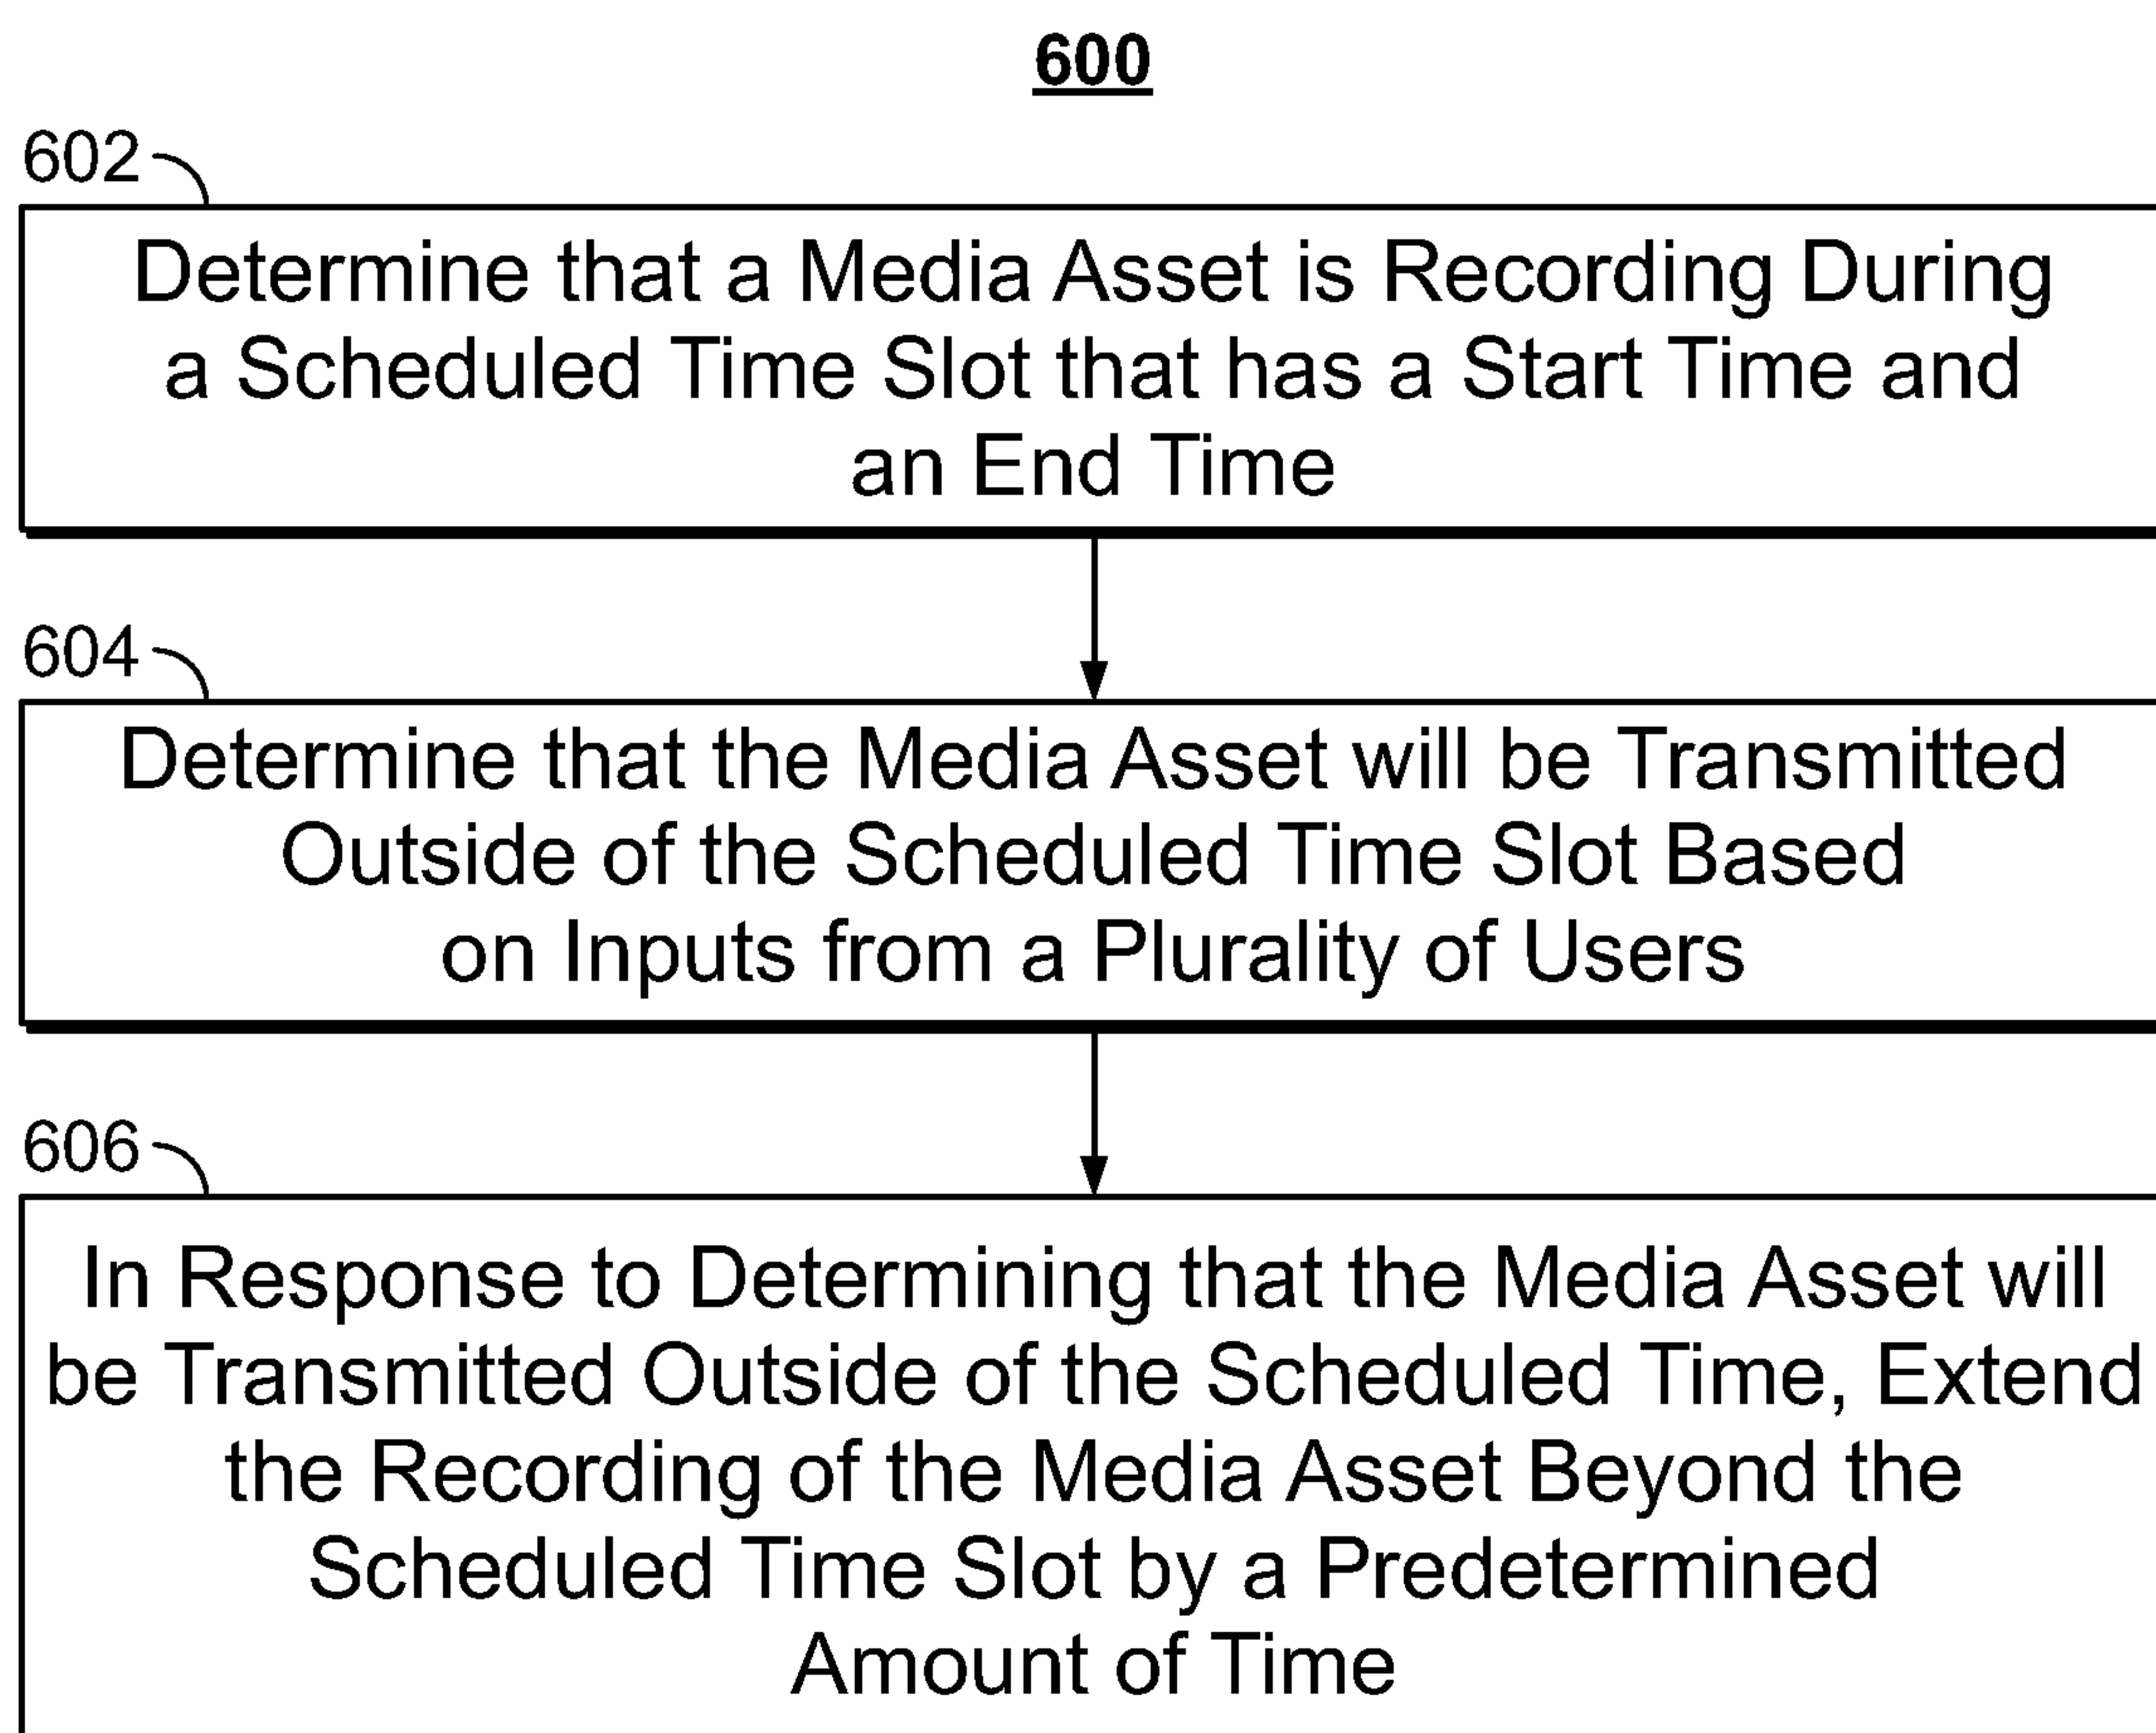 600
602
Determine that a Media Asset is Recording During
a Scheduled Time Slot that has a Start Time and
an End Time
604
Determine that the Media Asset will be Transmitted
Outside of the Scheduled Time Slot Based
on Inputs from a Plurality of Users
606
In Response to Determining that the Media Asset will
be Transmitted Outside of the Scheduled Time, Extend
the Recording of the Media Asset Beyond the
Scheduled Time Slot by a Predetermined
Amount of Time